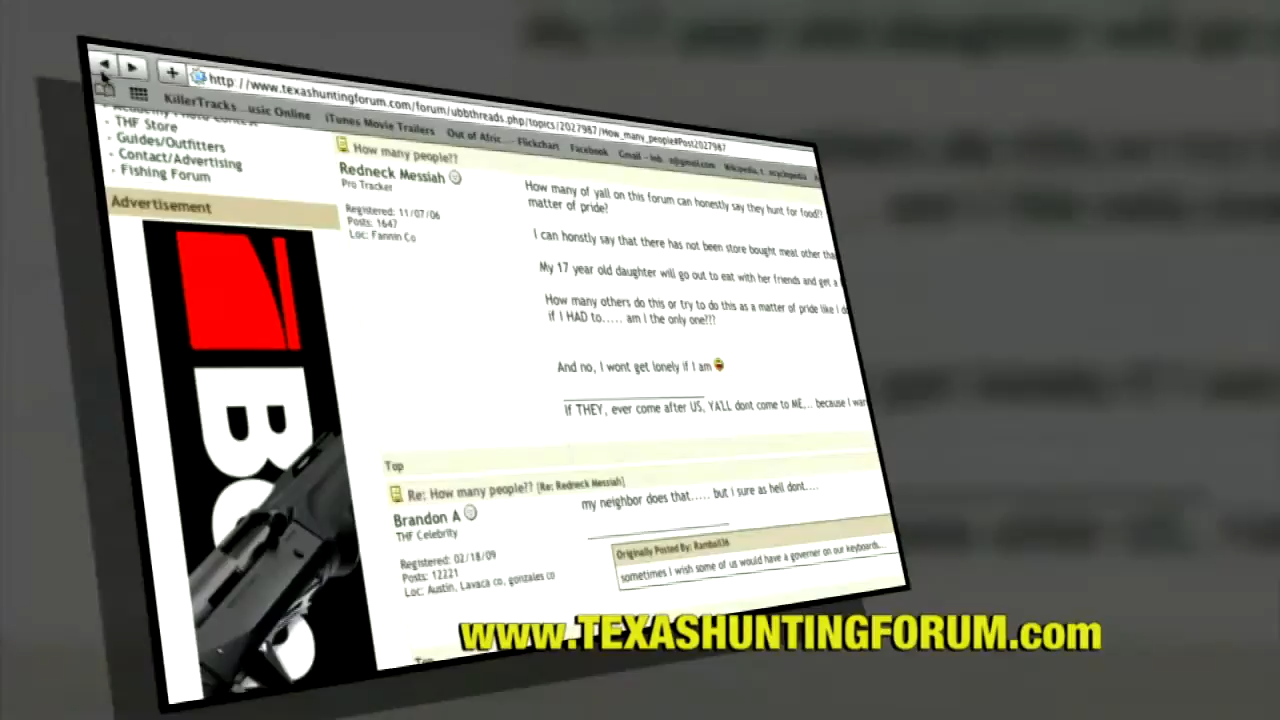 http://www.texashuntingforum.com/forum/ubbthreads.php/topics/2027987/How_many_people#Post2027987
KillerTracks ...usic Online iTunes Movie Trailers Out of Afric... Flickchart Facebook
THF Store
Guides/Outfitters
Contact/Advertising
Fishing Forum
Advertisement
How many people??
Redneck Messiah
Pro Tracker
Registered: 11/07/06
Posts: 1647
Loc: Fannin Co
How many of yall on this forum can honestly say they hunt for food??
matter of pride?
I can honstly say that there has not been store bought meat other tha
My 17 year old daughter will go out to eat with her friends and get a
How many others do this or try to do this as a matter of pride like I do
if I HAD to..... am I the only one???
And no, I wont get lonely if I am
If THEY, ever come after US, YA'LL dont come to ME,.. because I wan
Top
Re: How many people?? [Re: Redneck Messiah]
Brandon A
THF Celebrity
Registered: 02/18/09
Posts: 12221
Loc: Austin, Lavaca co, gonzales co
my neighbor does that..... but i sure as hell dont....
Originally Posted By:
sometimes I wish some of us would have a governor on our keyboards...
www.TEXASHUNTINGFORUM.com